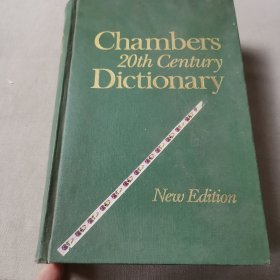 Chambers
20th Century
Dictionary
New Edition